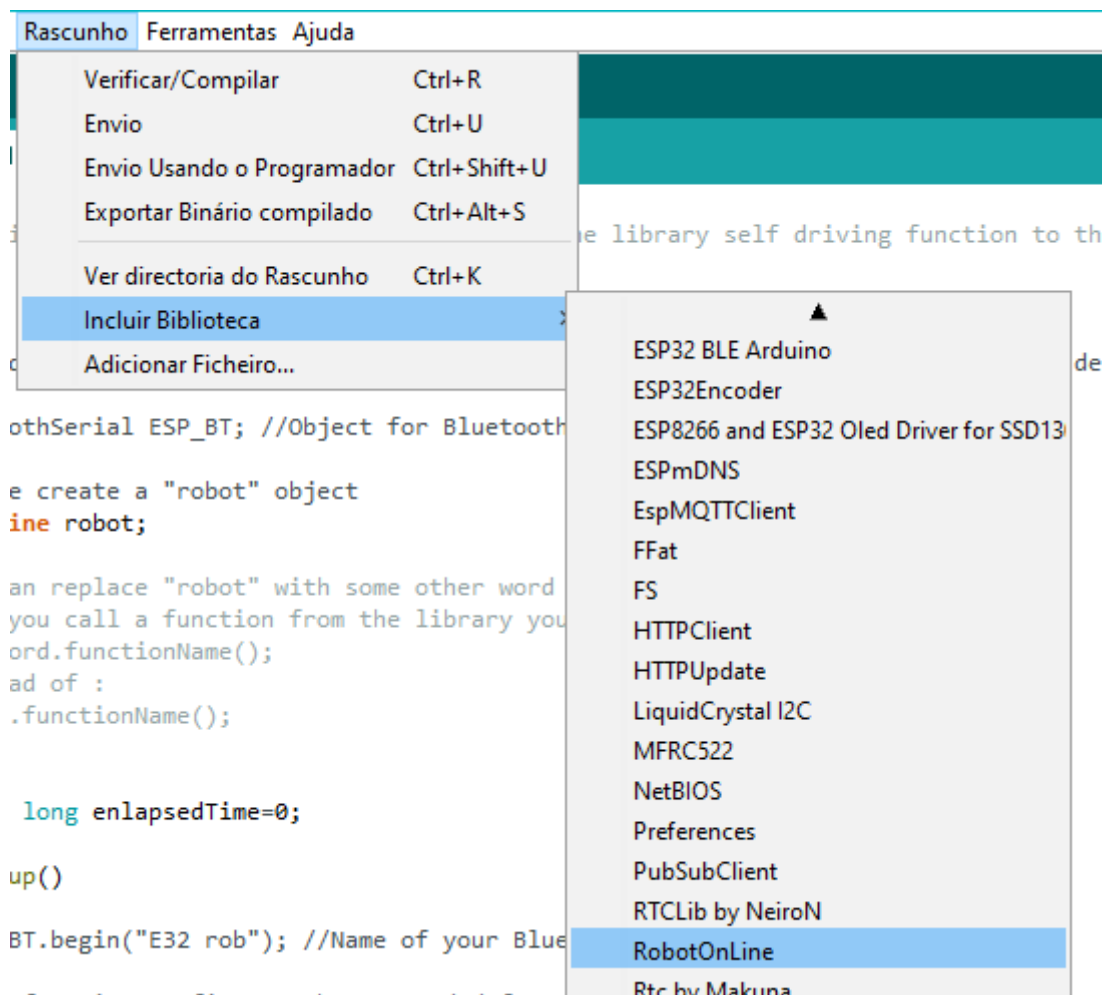 Rascunho Ferramentas Ajuda
Verificar/Compilar Ctrl+R
Envio Ctrl+U
Envio Usando o Programador Ctrl+Shift+U
Exportar Binário compilado Ctrl+Alt+S
Ver directoria do Rascunho Ctrl+K
Incluir Biblioteca
Adicionar Ficheiro...
ESP32 BLE Arduino
ESP32Encoder
ESP8266 and ESP32 Oled Driver for SSD13
ESPmDNS
EspMQTTClient
FFat
FS
HTTPClient
HTTPUpdate
LiquidCrystal I2C
MFRC522
NetBIOS
Preferences
PubSubClient
RTCLib by NeiroN
RobotOnLine
Rtc by Makuna
e library self driving function to th
de
othSerial ESP_BT; //Object for Bluetooth
e create a "robot" object
ine robot;
an replace "robot" with some other word
you call a function from the library you
ord.functionName();
ad of :
.functionName();
long enlapsedTime=0;
up()
BT.begin("E32 rob"); //Name of your Blue